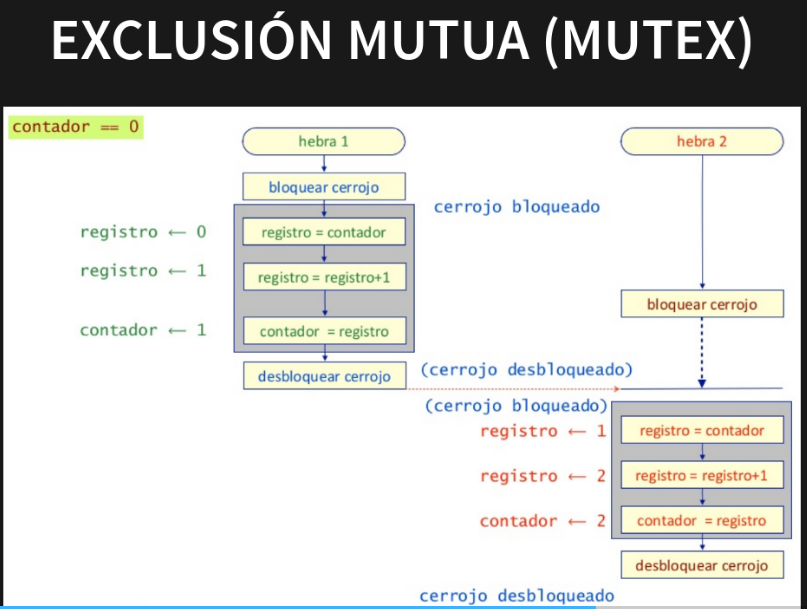 EXCLUSIÓN MUTUA (MUTEX)
contador == 0
hebra 1
hebra 2
bloquear cerrojo
cerrojo bloqueado
registro ← 0
registro = contador
registro ← 1
registro = registro+1
bloquear cerrojo
contador ← 1
contador = registro
desbloquear cerrojo
(cerrojo desbloqueado)
(cerrojo bloqueado)
registro ← 1
registro = contador
registro ← 2
registro = registro+1
contador ← 2
contador = registro
desbloquear cerrojo
cerrojo desbloqueado